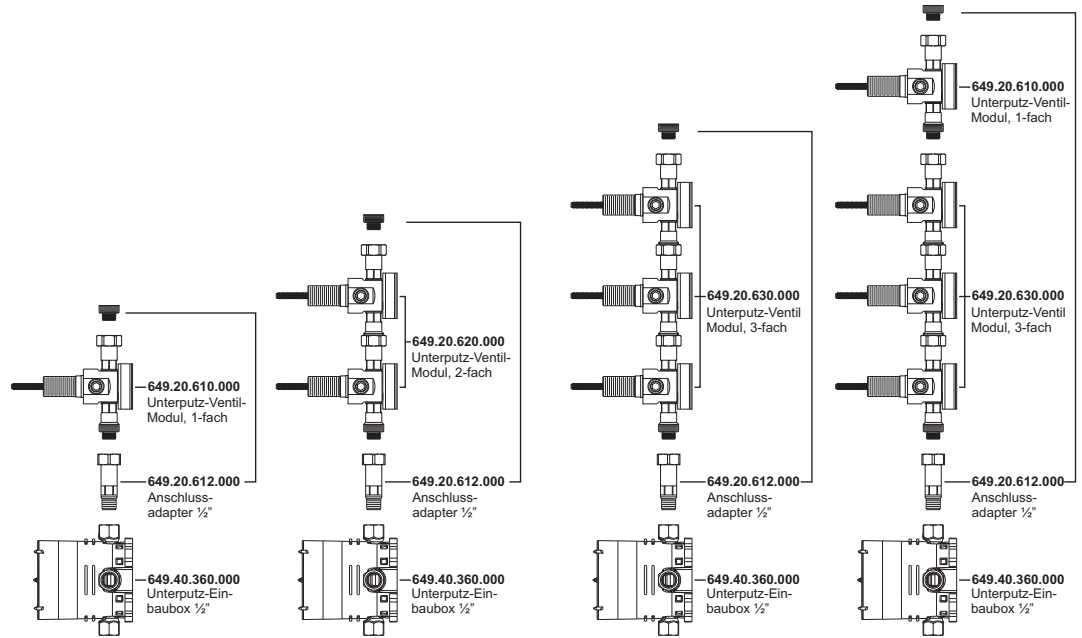 649.20.610.000
Unterputz-Ventil-
Modul, 1-fach
649.20.612.000
Anschluss-
adapter ½”
649.40.360.000
Unterputz-Ein-
baubox ½”
649.20.620.000
Unterputz-Ventil-
Modul, 2-fach
649.20.612.000
Anschluss-
adapter ½”
649.40.360.000
Unterputz-Ein-
baubox ½”
649.20.630.000
Unterputz-Ventil
Modul, 3-fach
649.20.612.000
Anschluss-
adapter ½”
649.40.360.000
Unterputz-Ein-
baubox ½”
649.20.610.000
Unterputz-Ventil-
Modul, 1-fach
649.20.630.000
Unterputz-Ventil
Modul, 3-fach
649.20.612.000
Anschluss-
adapter ½”
649.40.360.000
Unterputz-Ein-
baubox ½”